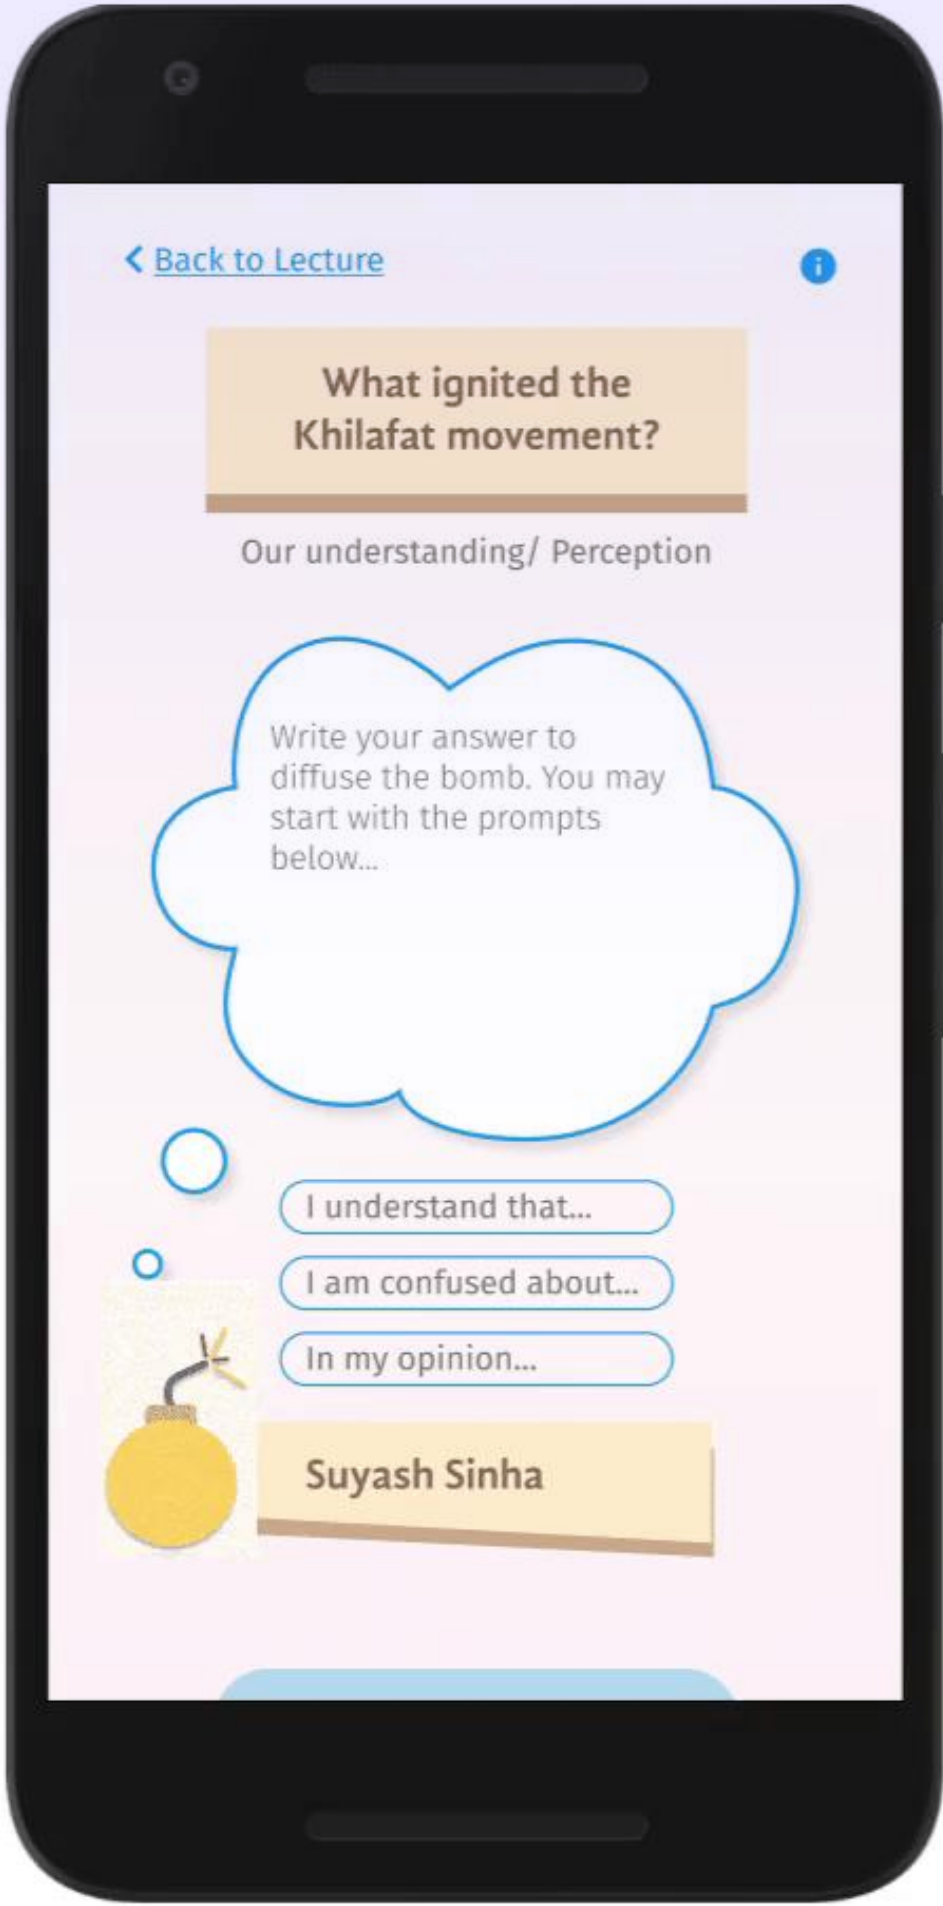 Back to Lecture
What ignited the
Khilafat movement?
Our understanding/ Perception
Write your answer to
diffuse the bomb. You may
start with the prompts
below...
I understand that...
I am confused about...
In my opinion...
Suyash Sinha